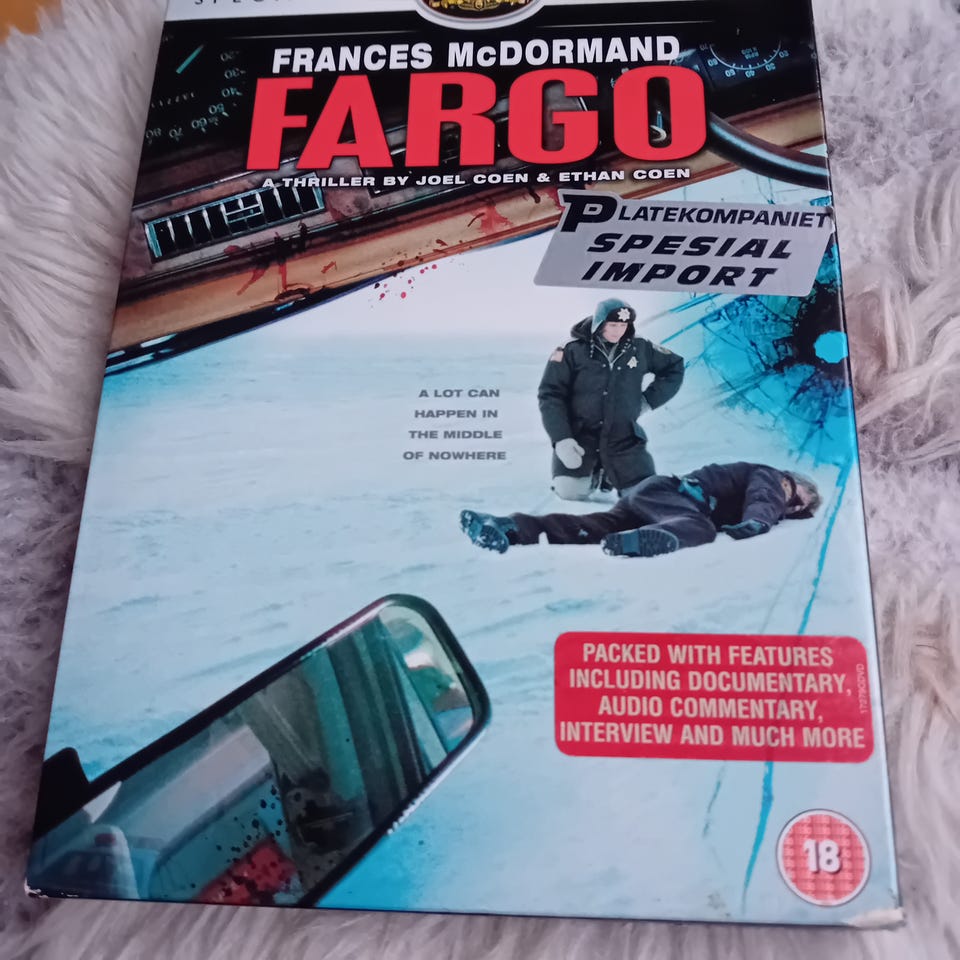 FRANCES McDORMAND
FARGO
A THRILLER BY JOEL COEN & ETHAN COEN
PLATEKOMPANIET
SPESIAL
IMPORT
A LOT CAN
HAPPEN IN
THE MIDDLE
OF NOWHERE
PACKED WITH FEATURES
INCLUDING DOCUMENTARY,
AUDIO COMMENTARY,
INTERVIEW AND MUCH MORE
18